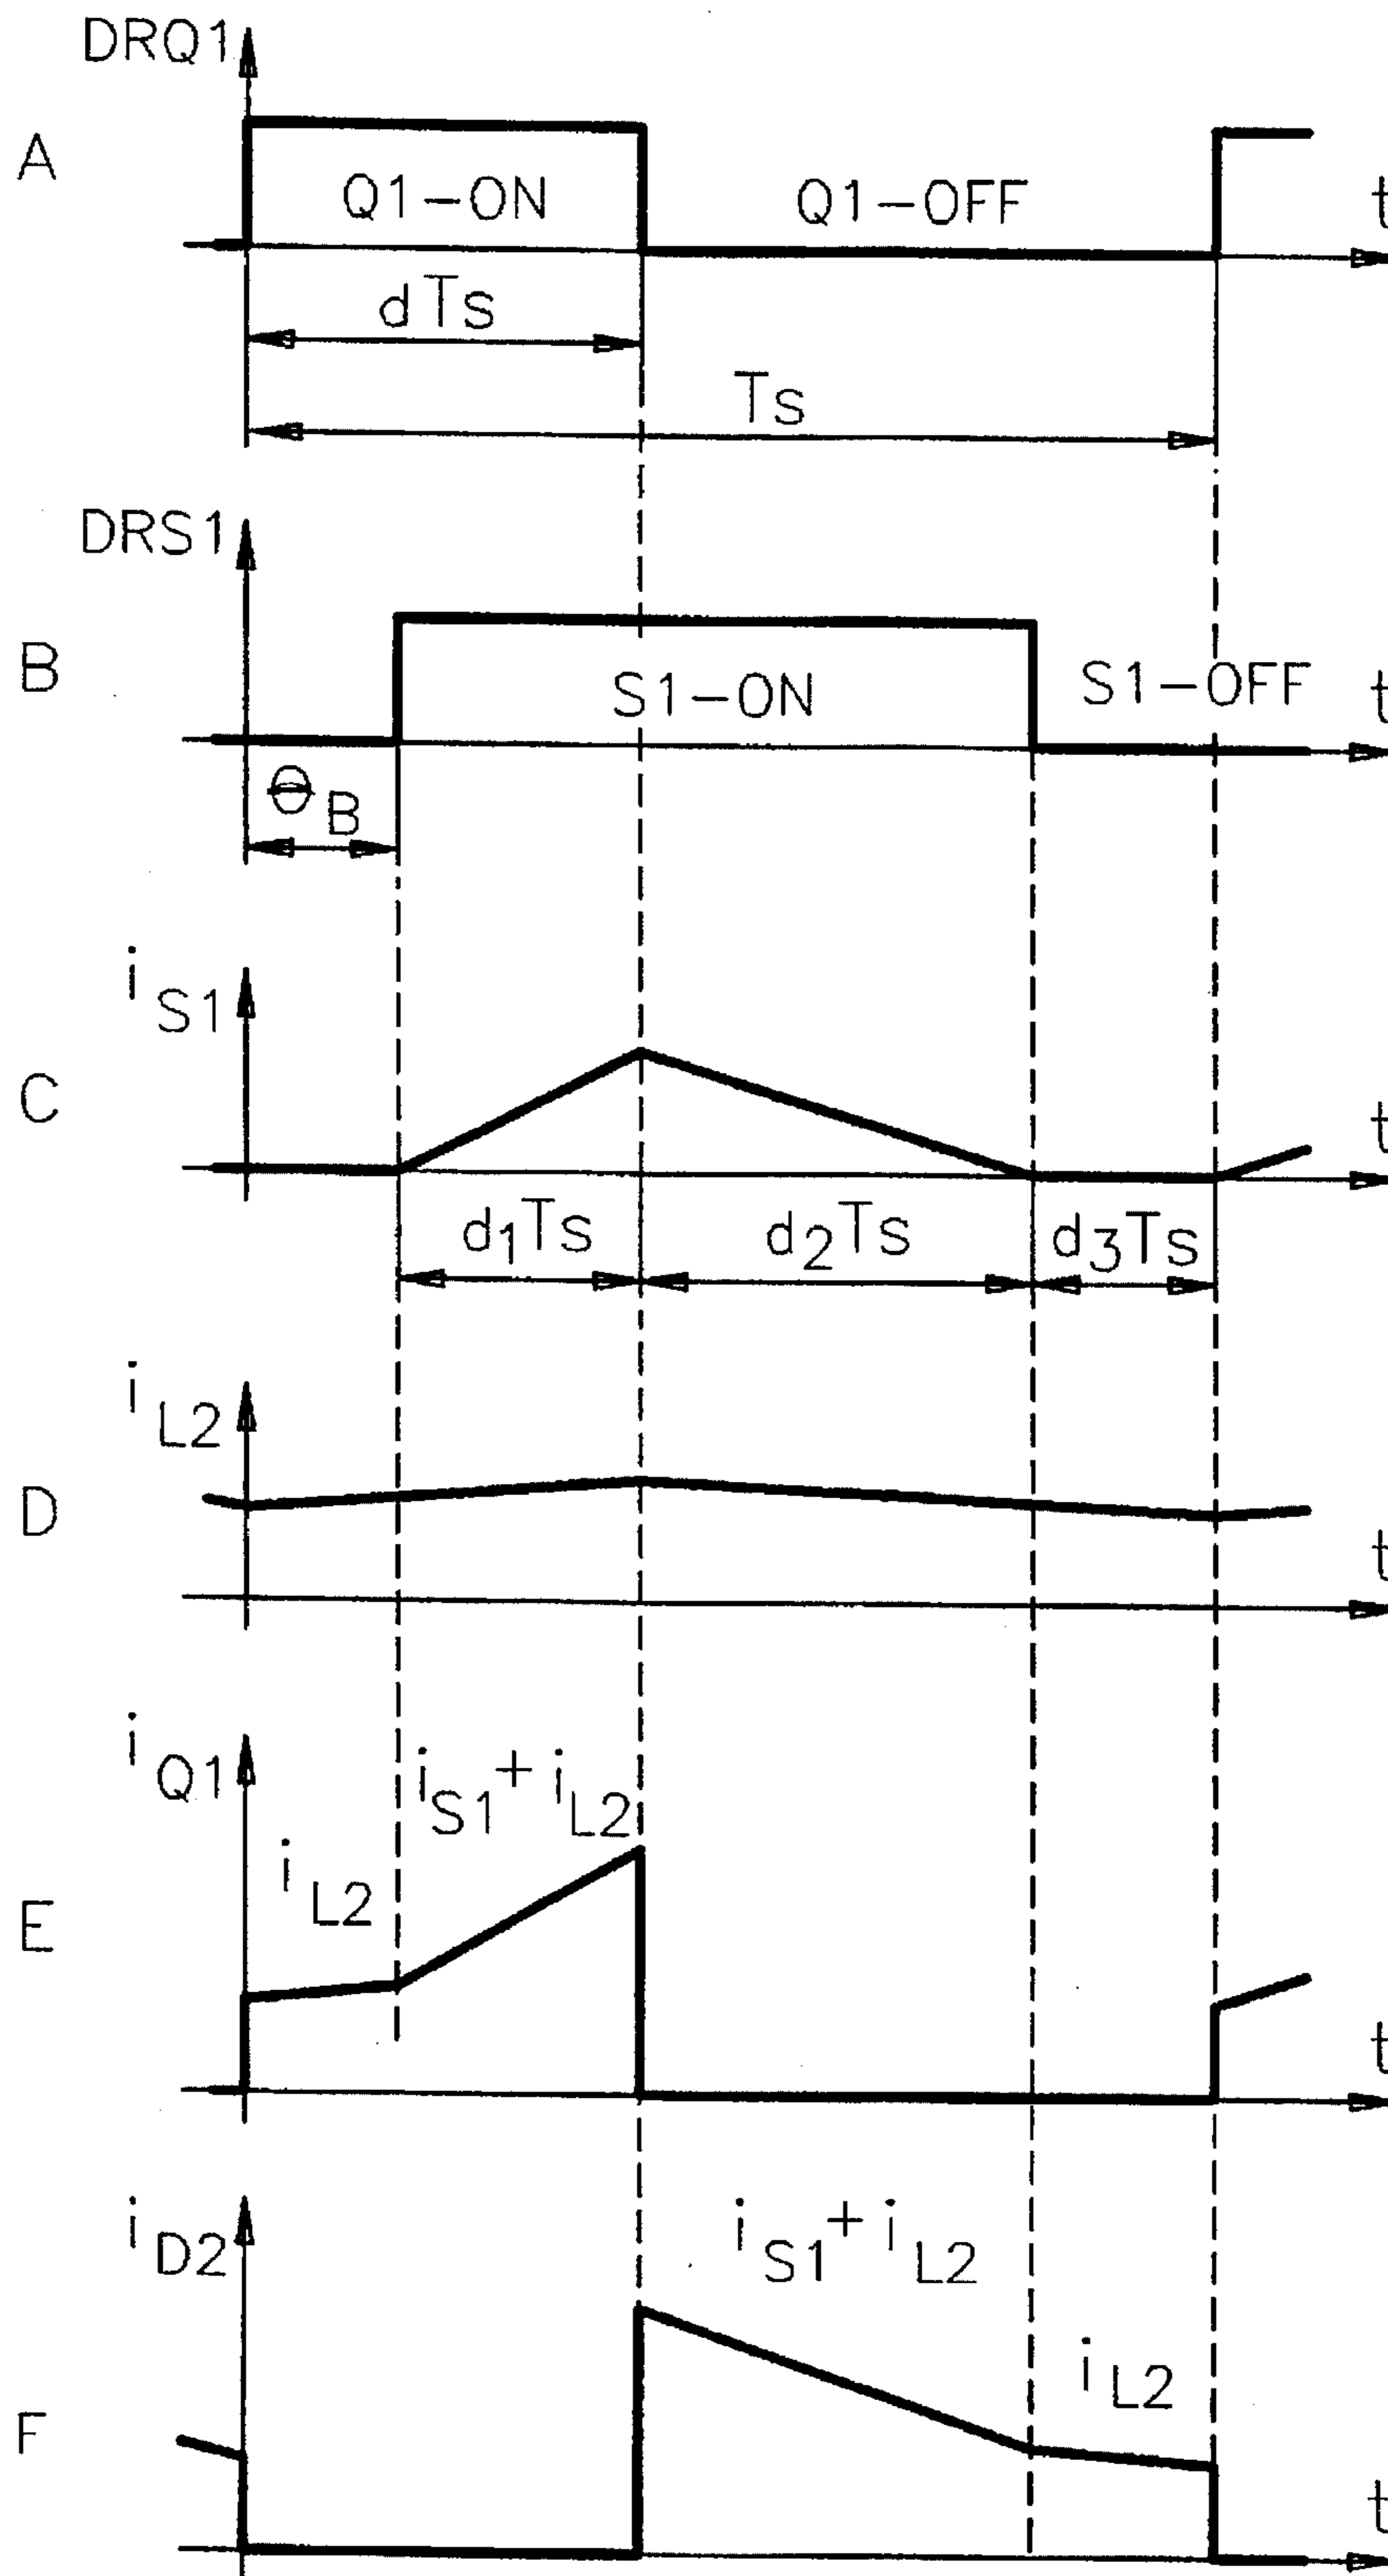 DRQ1
A
Q1-ON
Q1-OFF
t
dTs
Ts
DRS1
B
S1-ON
S1-OFF
t
ΘB
iS1
C
t
d1Ts
d2Ts
d3Ts
iL2
D
t
iQ1
iS1+iL2
iL2
E
t
iD2
iS1+iL2
iL2
F
t